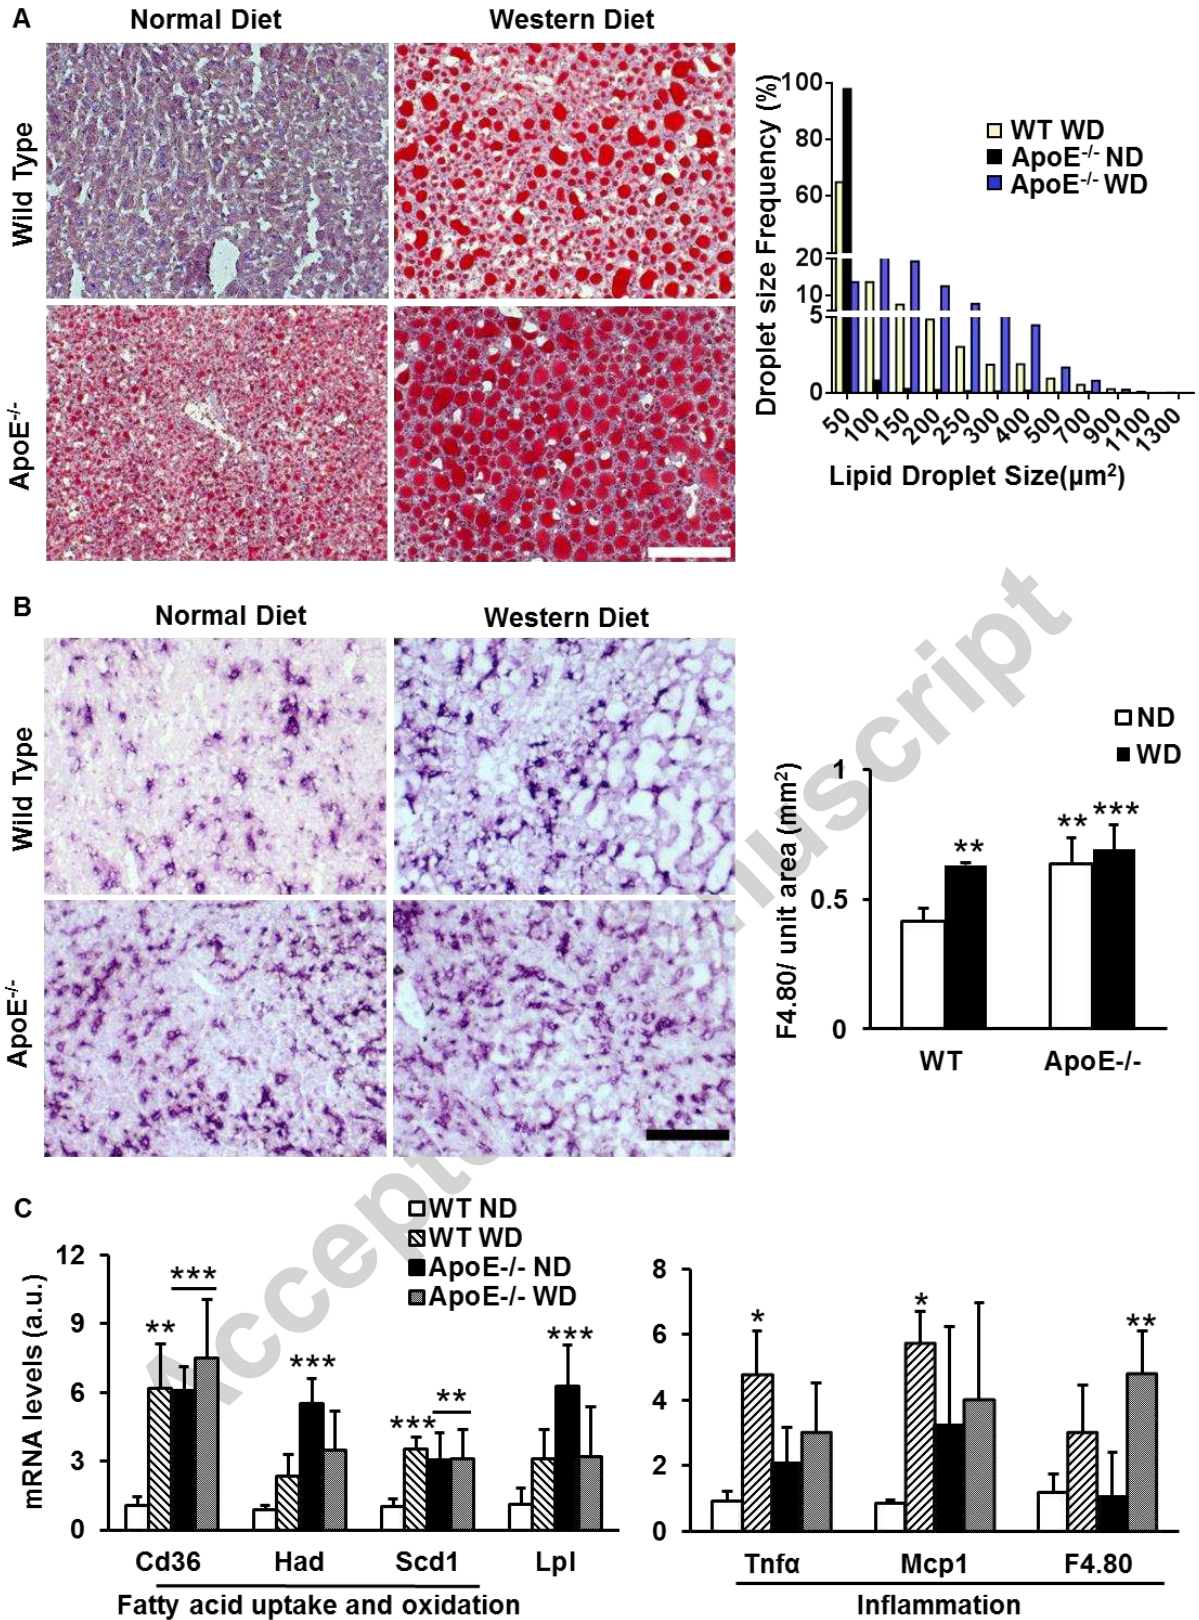 A
Normal Diet
Western Diet
Wild Type
ApoE-/-
Droplet size Frequency (%)
100
80
60
20
10
5
0
WT WD
ApoE-/- ND
ApoE-/- WD
50 100 150 200 250 300 400 500 700 900 1100 1300
Lipid Droplet Size(µm²)
B
Normal Diet
Western Diet
Wild Type
ApoE-/-
F4.80/ unit area (mm²)
1
0.5
0
ND
WD
** ** ***
WT ApoE-/-
C
WT ND
WT WD
ApoE-/- ND
ApoE-/- WD
mRNA levels (a.u.)
12
9
6
3
0
** *** *** *** ** ***
Cd36 Had Scd1 Lpl
Fatty acid uptake and oxidation
8
6
4
2
0
* * **
Tnfα Mcp1 F4.80
Inflammation